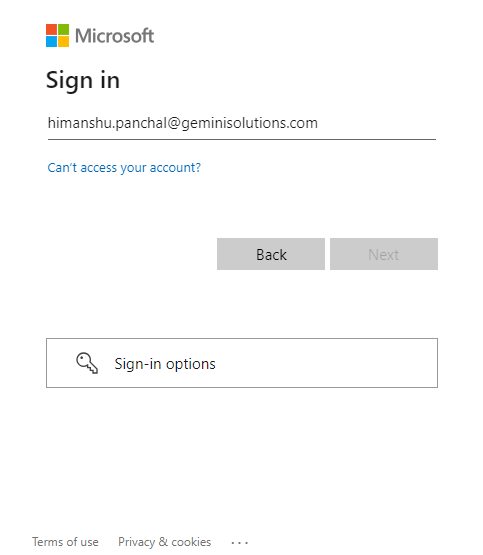 Microsoft
Sign in
himanshu.panchal@geminisolutions.com
Can't access your account?
Back Next
Sign-in options
Terms of use Privacy & cookies ...